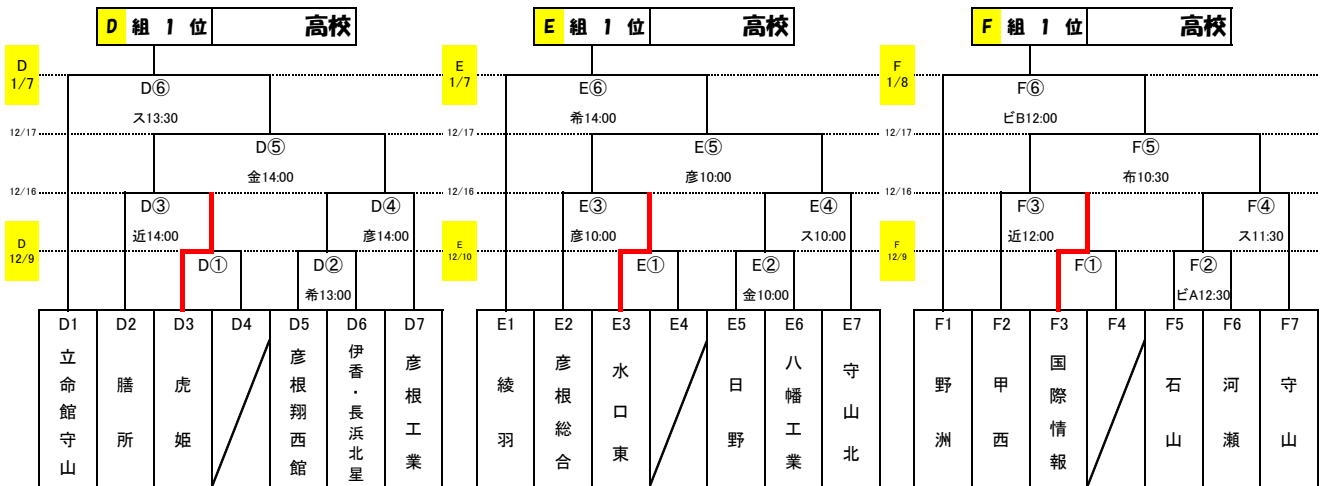 D 組 1 位 高校
D
1/7
D⑥
ス13:30
12/17
D⑤
金14:00
12/16
D③
近14:00
D④
彦14:00
D
12/9
D①
D②
希13:00
D1 D2 D3 D4 D5 D6 D7
立命館守山
膳所
虎姫
彦根翔西館
伊香・長浜北星
彦根工業
E 組 1 位 高校
E
1/7
E⑥
希14:00
12/17
E⑤
彦10:00
12/16
E③
彦10:00
E④
ス10:00
E
12/10
E①
E②
金10:00
E1 E2 E3 E4 E5 E6 E7
綾羽
彦根総合
水口東
日野
八幡工業
守山北
F 組 1 位 高校
F
1/8
F⑥
ビB12:00
12/17
F⑤
布10:30
12/16
F③
近12:00
F④
ス11:30
F
12/9
F①
F②
ビA12:30
F1 F2 F3 F4 F5 F6 F7
野洲
甲西
国際情報
石山
河瀬
守山